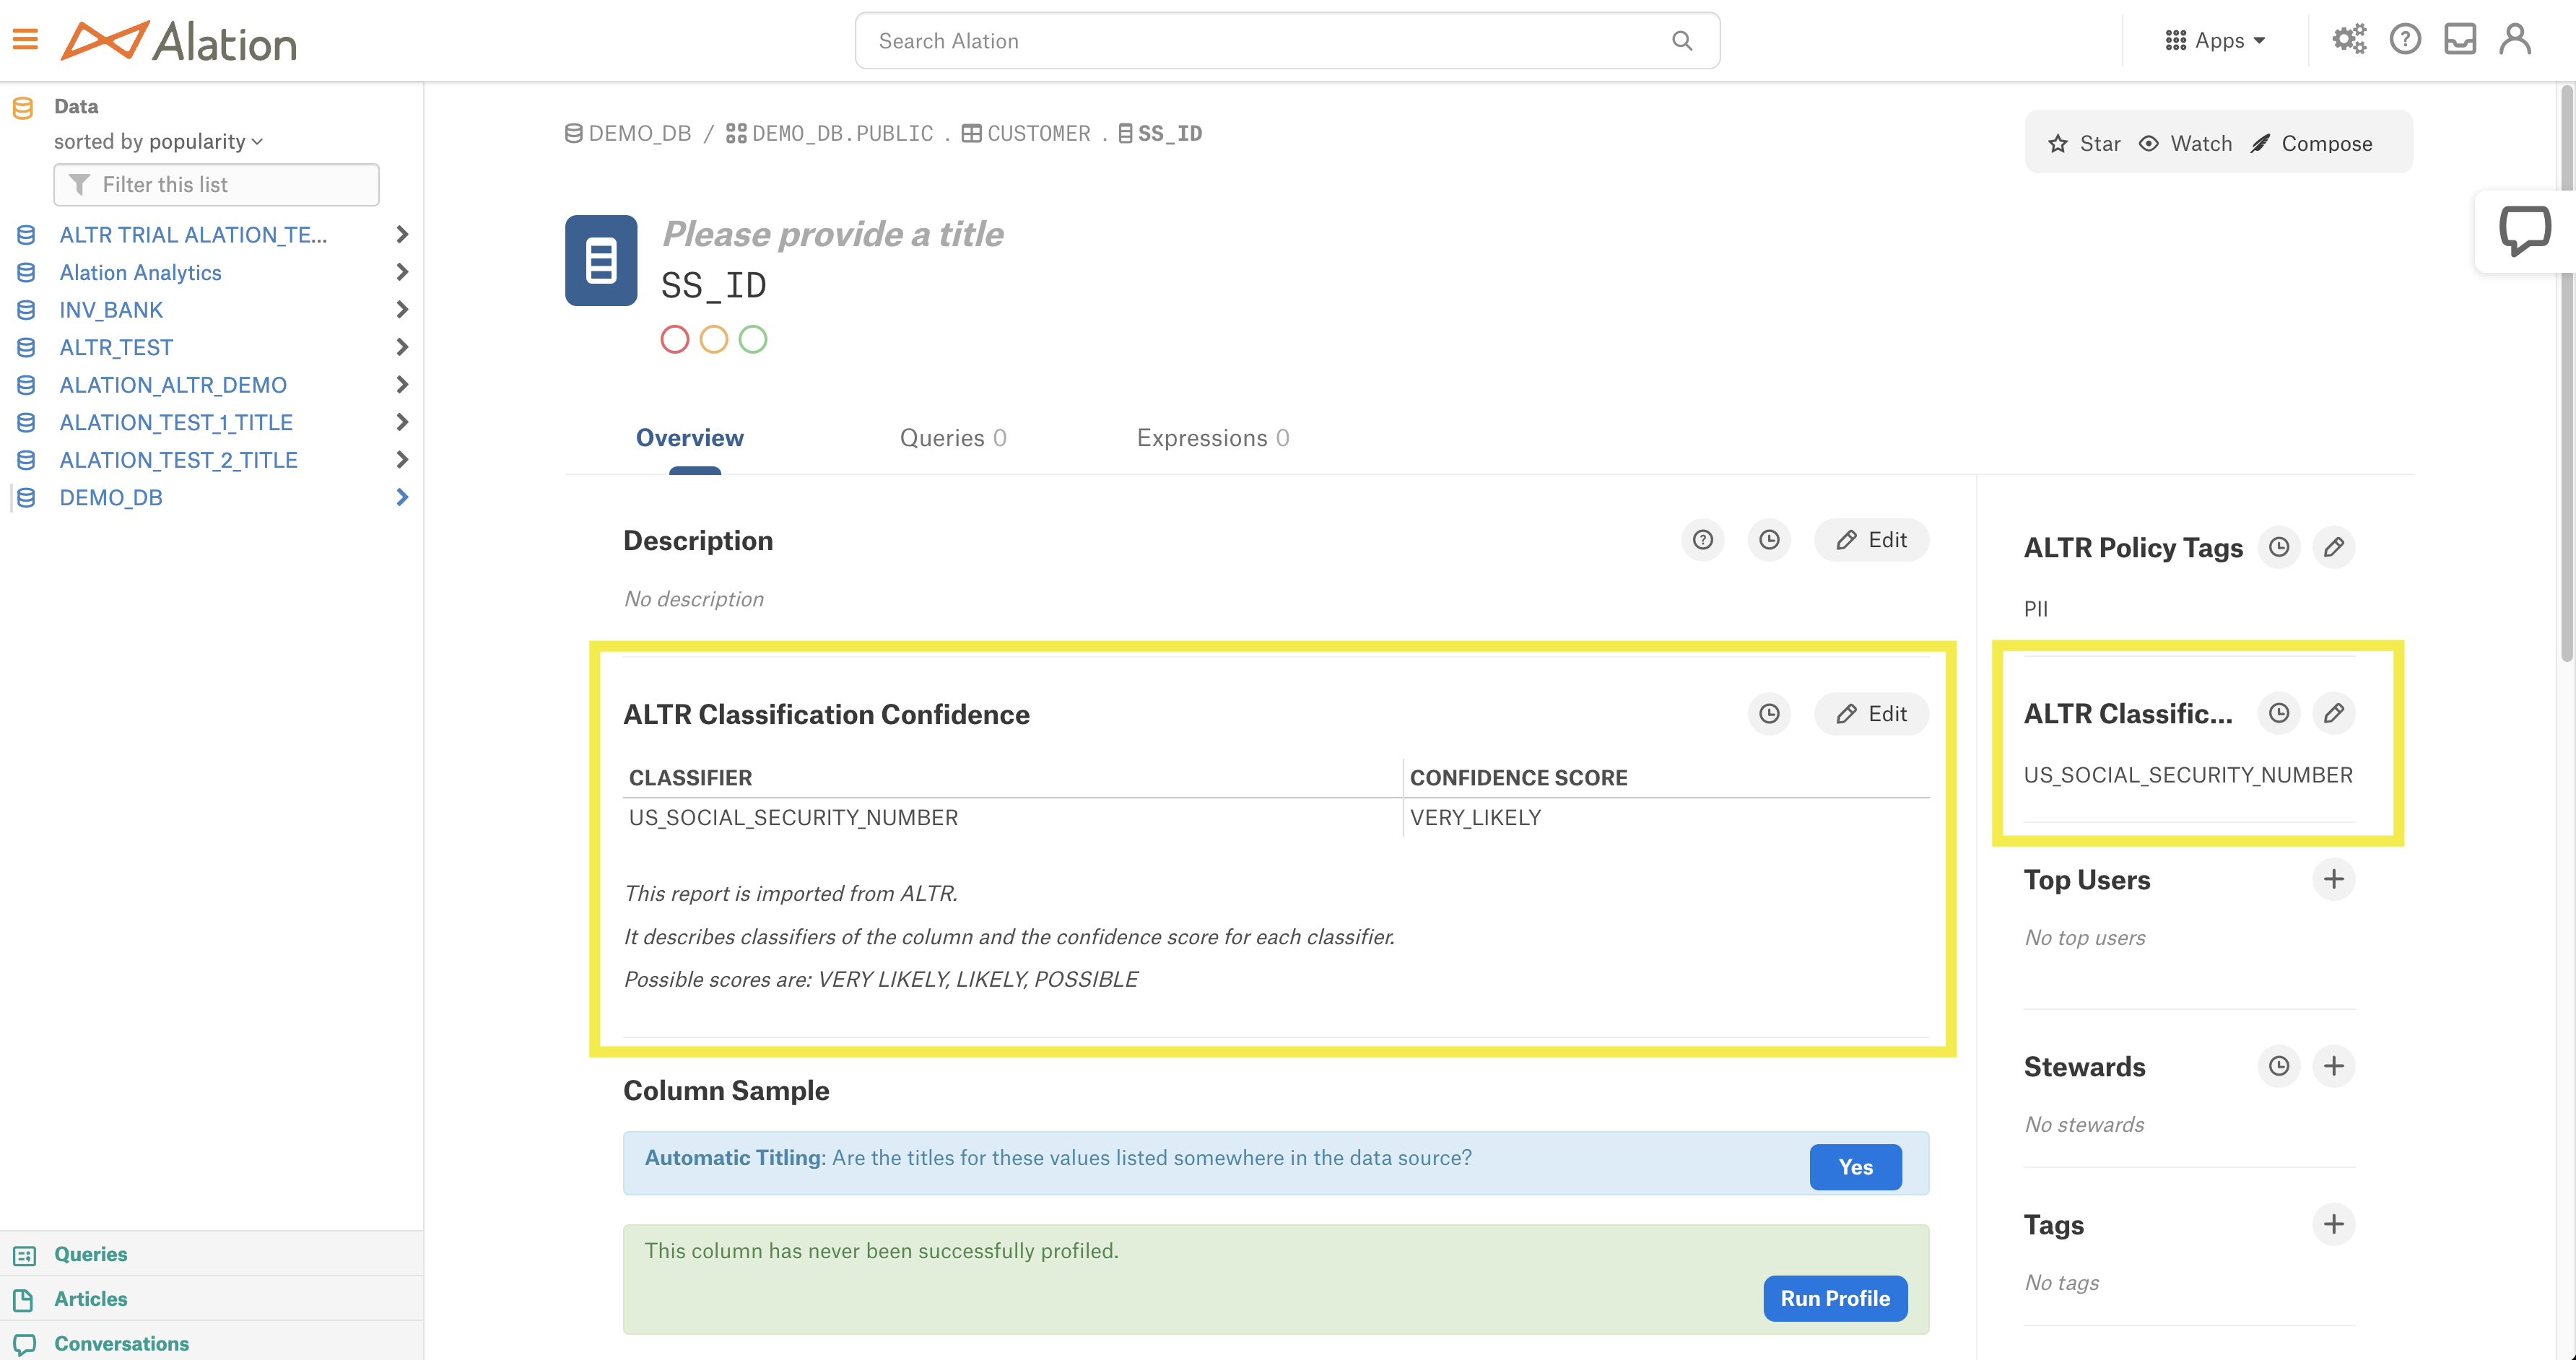 Alation
Search Alation
Apps
Data
sorted by popularity
Filter this list
ALTR TRIAL ALATION_TE...
Alation Analytics
INV_BANK
ALTR_TEST
ALATION_ALTR_DEMO
ALATION_TEST_1_TITLE
ALATION_TEST_2_TITLE
DEMO_DB
Queries
Articles
Conversations
DEMO_DB / DEMO_DB.PUBLIC . CUSTOMER . SS_ID
Star Watch Compose
Please provide a title
SS_ID
Overview Queries 0 Expressions 0
Description
Edit
No description
ALTR Classification Confidence
Edit
CLASSIFIER CONFIDENCE SCORE
US_SOCIAL_SECURITY_NUMBER VERY_LIKELY
This report is imported from ALTR.
It describes classifiers of the column and the confidence score for each classifier.
Possible scores are: VERY LIKELY, LIKELY, POSSIBLE
Column Sample
Automatic Titling: Are the titles for these values listed somewhere in the data source?
Yes
This column has never been successfully profiled.
Run Profile
ALTR Policy Tags
PII
ALTR Classific...
US_SOCIAL_SECURITY_NUMBER
Top Users
No top users
Stewards
No stewards
Tags
No tags